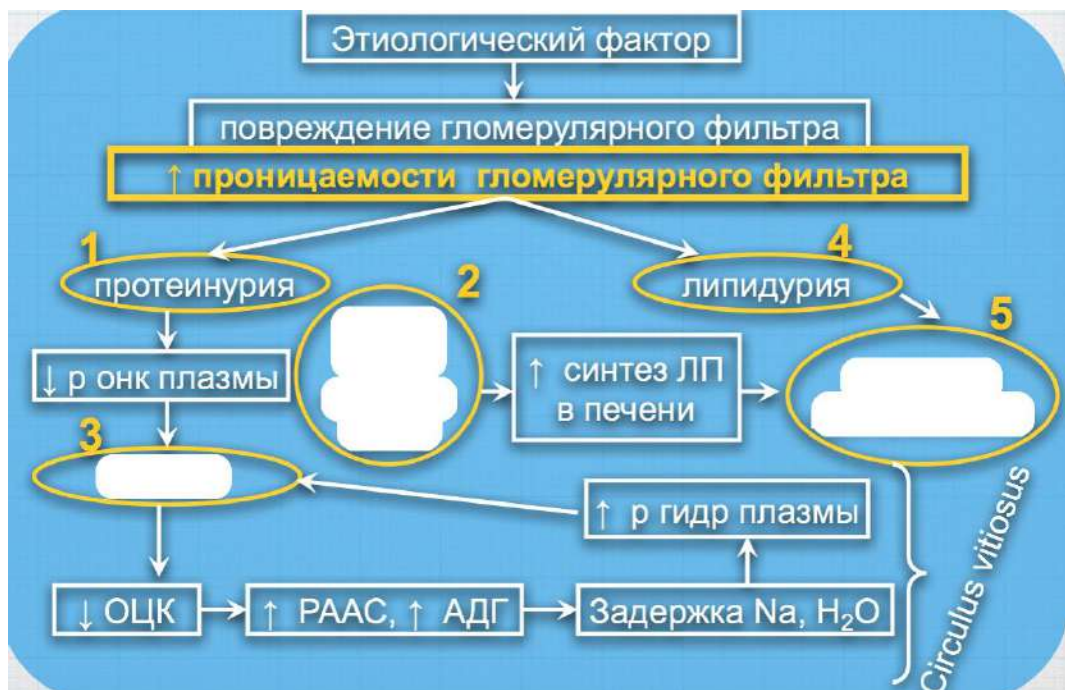 Этиологический фактор
повреждение гломерулярного фильтра
↑ проницаемости гломерулярного фильтра
1
протеинурия
2
4
липидурия
5
↓ р онк плазмы
↑ синтез ЛП
в печени
3
↑ р гидр плазмы
↓ ОЦК
↑ РААС, ↑ АДГ
Задержка Na, H₂O
Circulus vitiosus